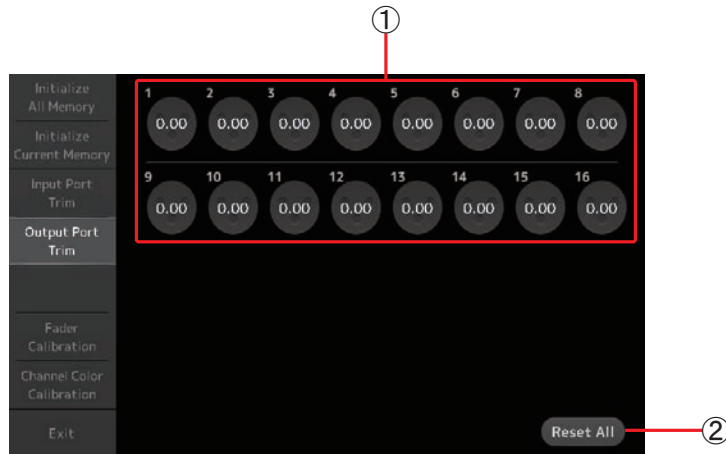 ①
Initialize
All Memory
Initialize
Current Memory
Input Port
Trim
Output Port
Trim
Fader
Calibration
Channel Color
Calibration
Exit
1 2 3 4 5 6 7 8
0.00 0.00 0.00 0.00 0.00 0.00 0.00 0.00
9 10 11 12 13 14 15 16
0.00 0.00 0.00 0.00 0.00 0.00 0.00 0.00
Reset All
②